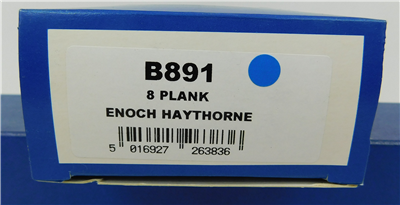 B891
8 PLANK
ENOCH HAYTHORNE
5 016927 263836